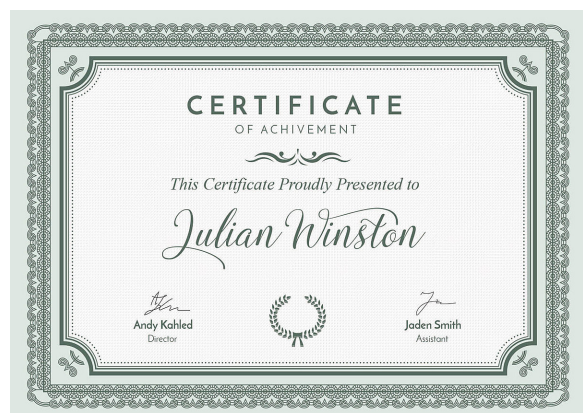 CERTIFICATE
OF ACHIVEMENT
This Certificate Proudly Presented to
Julian Winston
Andy Kahled
Director
Jaden Smith
Assistant